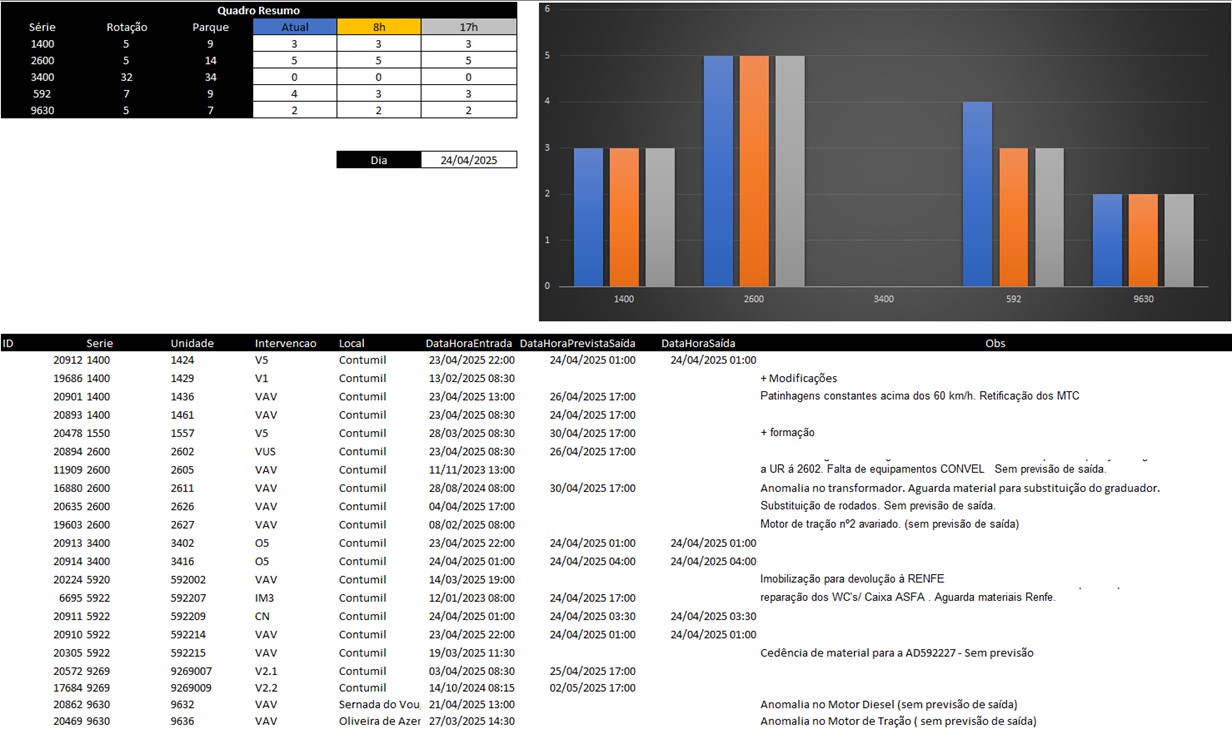 Quadro Resumo
Série Rotação Parque Atual 8h 17h
1400 5 9 3 3 3
2600 5 14 5 5 5
3400 32 34 0 0 0
592 7 9 4 3 3
9630 5 7 2 2 2
Dia 24/04/2025
6
5
4
3
2
1
0
1400 2600 3400 592 9630
ID Serie Unidade Intervencao Local DataHoraEntrada DataHoraPrevistaSaída DataHoraSaída Obs
20912 1400 1424 V5 Contumil 23/04/2025 22:00 24/04/2025 01:00 24/04/2025 01:00
19686 1400 1429 V1 Contumil 13/02/2025 08:30 + Modificações
20901 1400 1436 VAV Contumil 23/04/2025 13:00 26/04/2025 17:00 Patinhagens constantes acima dos 60 km/h. Retificação dos MTC
20893 1400 1461 VAV Contumil 23/04/2025 08:30 24/04/2025 17:00
20478 1550 1557 V5 Contumil 28/03/2025 08:30 30/04/2025 17:00 + formação
20894 2600 2602 VUS Contumil 23/04/2025 08:30 26/04/2025 17:00
11909 2600 2605 VAV Contumil 11/11/2023 13:00 a UR á 2602. Falta de equipamentos CONVEL Sem previsão de saída.
16880 2600 2611 VAV Contumil 28/08/2024 08:00 30/04/2025 17:00 Anomalia no transformador. Aguarda material para substituição do graduador.
20635 2600 2626 VAV Contumil 04/04/2025 17:00 Substituição de rodados. Sem previsão de saída.
19603 2600 2627 VAV Contumil 08/02/2025 08:00 Motor de tração nº2 avariado. (sem previsão de saída)
20913 3400 3402 O5 Contumil 23/04/2025 22:00 24/04/2025 01:00 24/04/2025 01:00
20914 3400 3416 O5 Contumil 24/04/2025 01:00 24/04/2025 04:00 24/04/2025 04:00
20224 5920 592002 VAV Contumil 14/03/2025 19:00 Imobilização para devolução à RENFE
6695 5922 592207 IM3 Contumil 12/01/2023 08:00 24/04/2025 17:00 reparação dos WC's/ Caixa ASFA . Aguarda materiais Renfe.
20911 5922 592209 CN Contumil 24/04/2025 01:00 24/04/2025 03:30 24/04/2025 03:30
20910 5922 592214 VAV Contumil 23/04/2025 22:00 24/04/2025 01:00 24/04/2025 01:00
20305 5922 592215 VAV Contumil 19/03/2025 11:30 Cedência de material para a AD592227 - Sem previsão
20572 9269 9269007 V2.1 Contumil 03/04/2025 08:30 25/04/2025 17:00
17684 9269 9269009 V2.2 Contumil 14/10/2024 08:15 02/05/2025 17:00
20862 9630 9632 VAV Sernada do Vou 21/04/2025 13:00 Anomalia no Motor Diesel (sem previsão de saída)
20469 9630 9636 VAV Oliveira de Azer 27/03/2025 14:30 Anomalia no Motor de Tração ( sem previsão de saída)